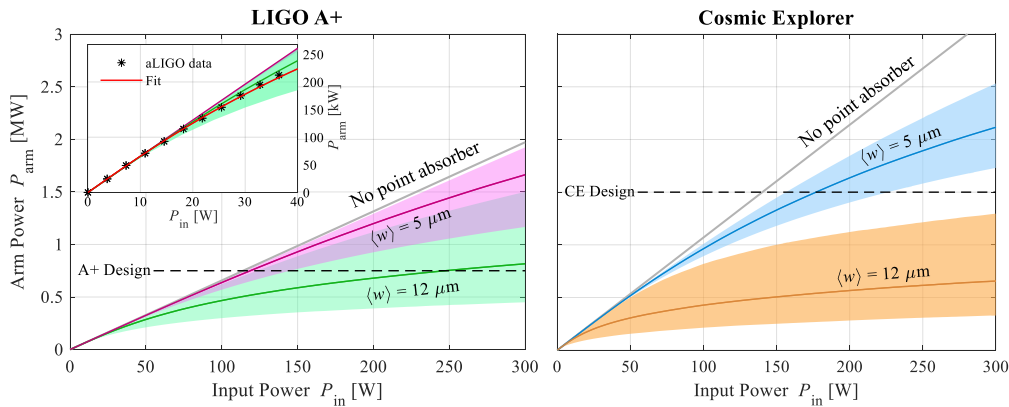 LIGO A+
3
2.5
2
1.5
1
0.5
0
Arm Power P_arm [MW]
0
50
100
150
200
250
300
Input Power P_in [W]
aLIGO data
Fit
250
200
150
100
50
0
P_arm [kW]
0
10
20
30
40
P_in [W]
No point absorber
⟨w⟩ = 5 μm
A+ Design
⟨w⟩ = 12 μm
Cosmic Explorer
No point absorber
⟨w⟩ = 5 μm
CE Design
⟨w⟩ = 12 μm
0
50
100
150
200
250
300
Input Power P_in [W]